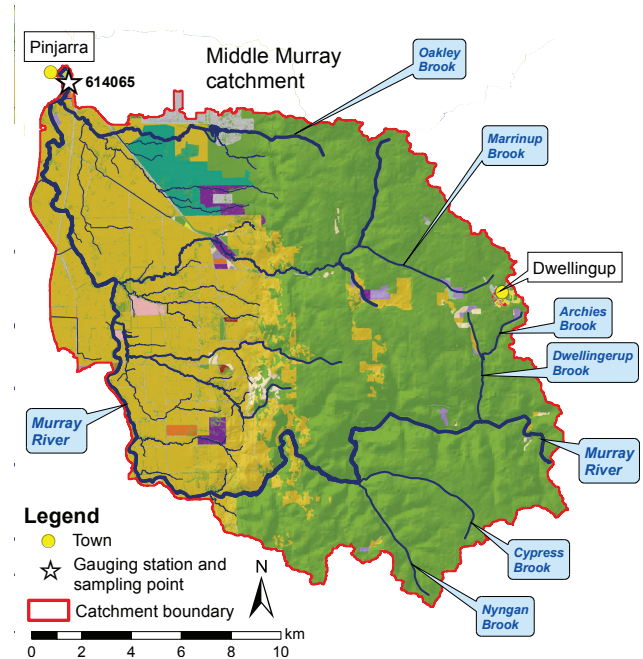 Pinjarra
614065
Middle Murray
catchment
Oakley
Brook
Marrinup
Brook
Dwellingup
Archies
Brook
Dwellingerup
Brook
Murray
River
Murray
River
Cypress
Brook
Nyngan
Brook
Legend
Town
Gauging station and
sampling point
Catchment boundary
N
km
0 2 4 6 8 10